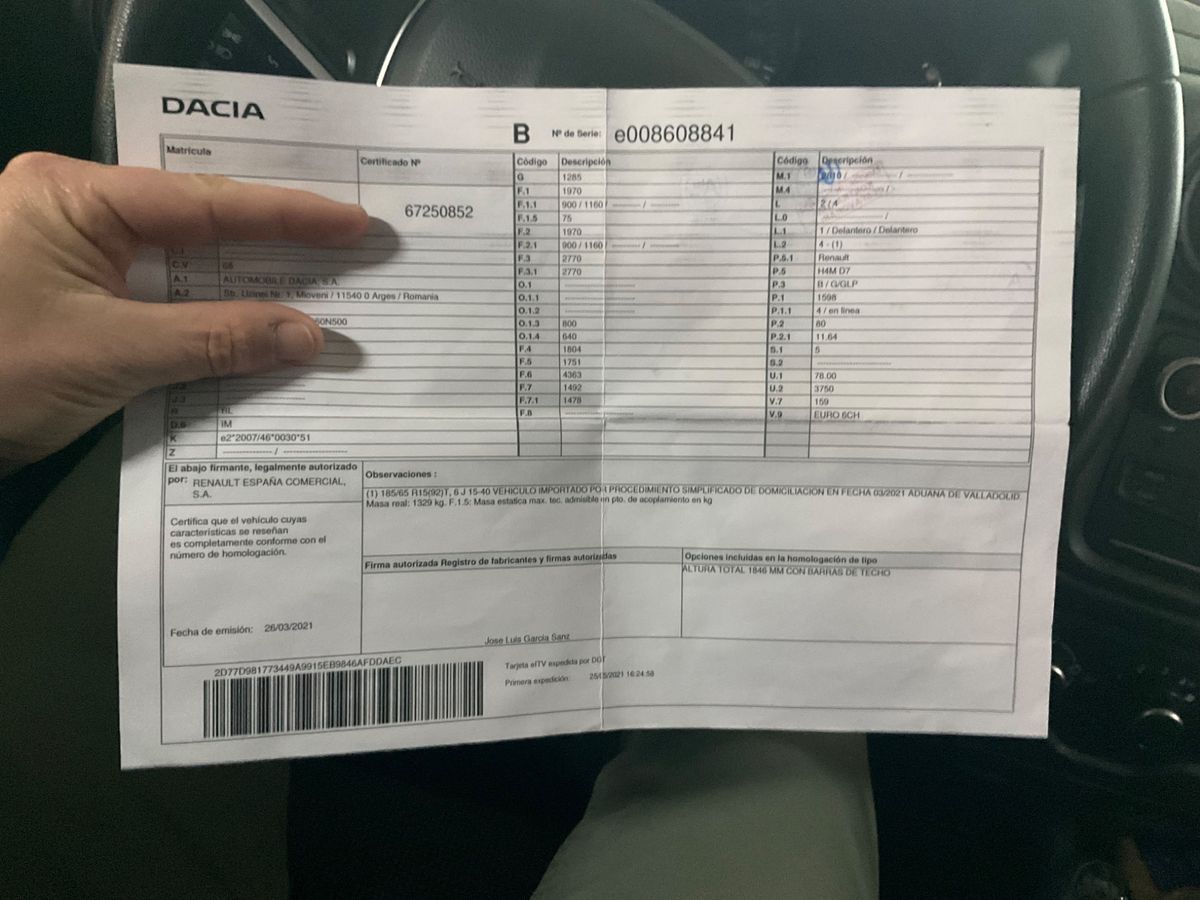 DACIA
B Nº de Serie: e008608841
Matrícula
Certificado Nº
67250852
C.V 68
A.1 AUTOMOBILE DACIA, S.A.
A.2 Str. Uzinei Nr. 1, Mioveni / 11540 0 Arges / Romania
60N500
J.3 --------------------
R BL
D.6 IM
K e2*2007/46*0030*51
Z ------------ / ----------------
Código Descripción
G 1285
F.1 1970
F.1.1 900 / 1160 / -------- / --------
F.1.5 75
F.2 1970
F.2.1 900 / 1160 / -------- / --------
F.3 2770
F.3.1 2770
O.1 --------------------
O.1.1 --------------------
O.1.2 --------------------
O.1.3 800
O.1.4 640
F.4 1804
F.5 1751
F.6 4363
F.7 1492
F.7.1 1478
F.8 --------------------
Código Descripción
M.1
M.4
L 2 / 4
L.0
L.1 1 / Delantero / Delantero
L.2 4 - (1)
P.5.1 Renault
P.5 H4M D7
P.3 B / G/GLP
P.1 1598
P.1.1 4 / en línea
P.2 80
P.2.1 11.64
S.1 5
S.2 --------------------
U.1 78.00
U.2 3750
V.7 159
V.9 EURO 6CH
El abajo firmante, legalmente autorizado
por: RENAULT ESPAÑA COMERCIAL,
S.A.
Certifica que el vehículo cuyas
características se reseñan
es completamente conforme con el
número de homologación.
Fecha de emisión: 26/03/2021
Observaciones :
(1) 185/65 R15(92)T, 6 J 15-40 VEHICULO IMPORTADO POR PROCEDIMIENTO SIMPLIFICADO DE DOMICILIACION EN FECHA 03/2021 ADUANA DE VALLADOLID
Masa real: 1329 kg. F.1.5: Masa estatica max. tec. admisible en pto. de acoplamiento en kg
Firma autorizada Registro de fabricantes y firmas autorizadas
Jose Luis Garcia Sanz
Opciones incluidas en la homologación de tipo
ALTURA TOTAL 1846 MM CON BARRAS DE TECHO
2D77D981773449A9915EB9846AFDDAEC
Tarjeta eITV expedida por DGT
Primera expedición: 16:24:58